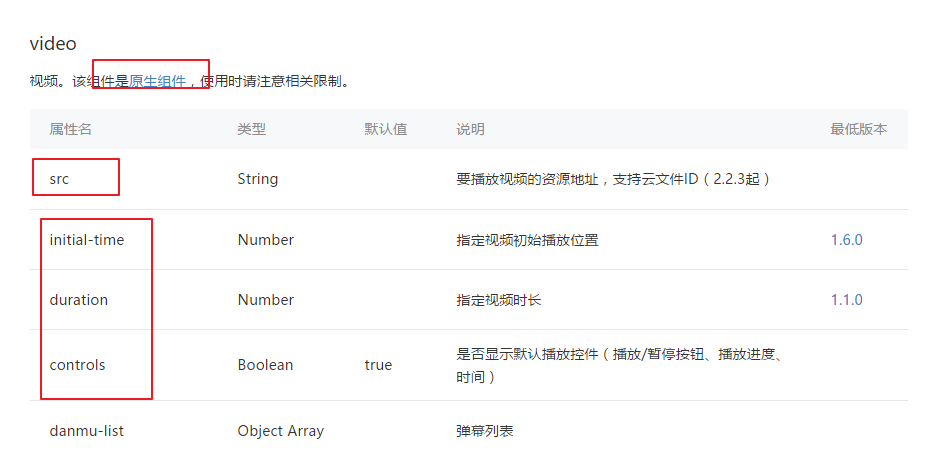 video
视频。该组件是原生组件，使用时请注意相关限制。
属性名 类型 默认值 说明 最低版本
src String 要播放视频的资源地址，支持云文件ID（2.2.3起）
initial-time Number 指定视频初始播放位置 1.6.0
duration Number 指定视频时长 1.1.0
controls Boolean true 是否显示默认播放控件（播放/暂停按钮、播放进度、
时间）
danmu-list Object Array 弹幕列表